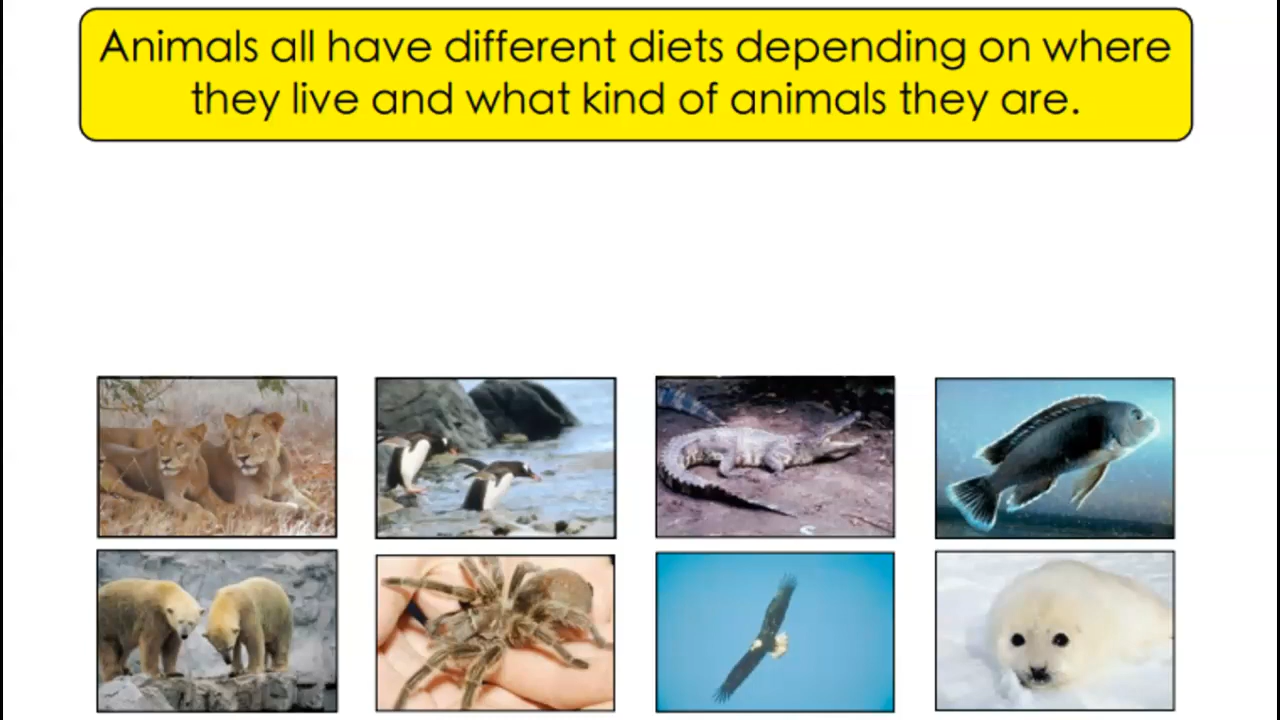 Animals all have different diets depending on where
they live and what kind of animals they are.